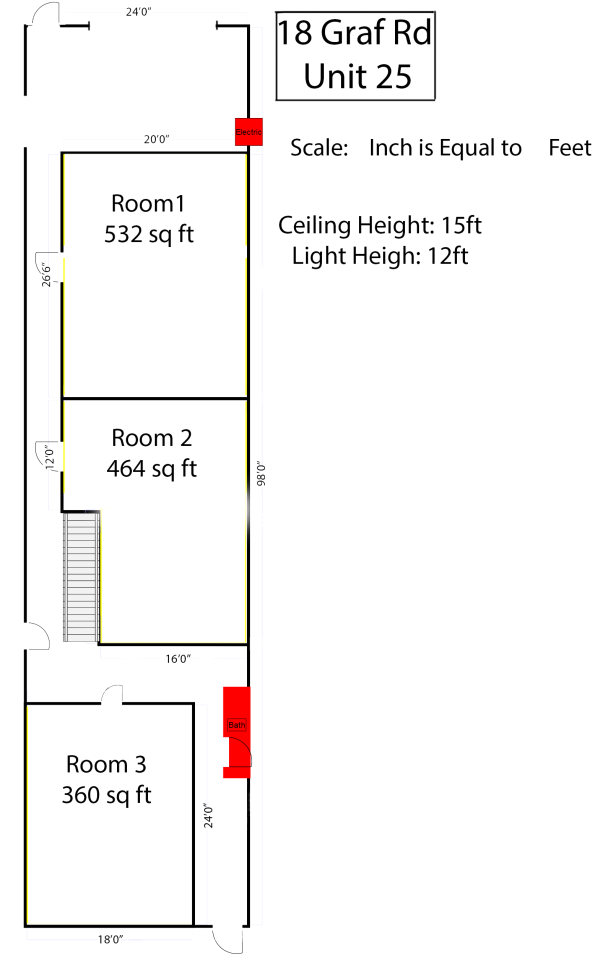 24'0"
18 Graf Rd
Unit 25
Electric
20'0"
Scale: Inch is Equal to Feet
Room1
532 sq ft
Ceiling Height: 15ft
Light Heigh: 12ft
26'6"
Room 2
464 sq ft
12'0"
98'0"
16'0"
Bath
Room 3
360 sq ft
24'0"
18'0"